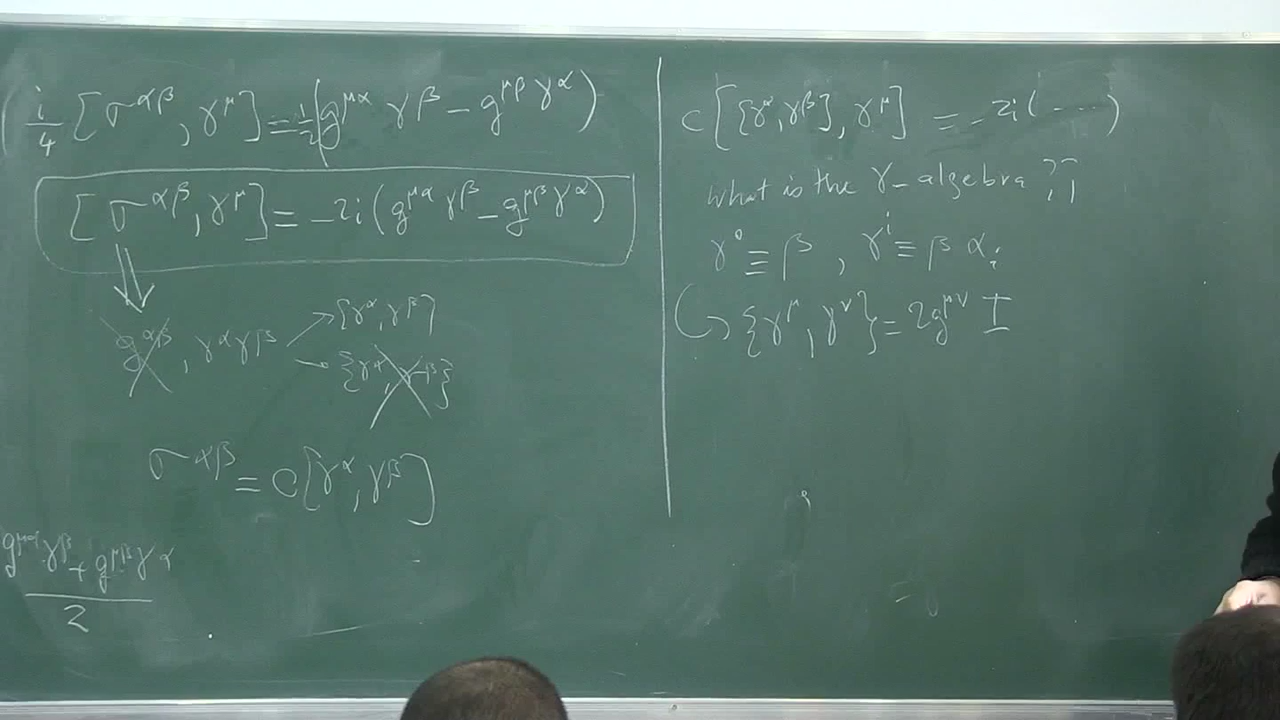 ( i/4 [σ^{αβ}, γ^μ] = 1/2 (g^{μα} γ^β − g^{μβ} γ^α)
[σ^{αβ}, γ^μ] = −2i (g^{μα} γ^β − g^{μβ} γ^α)
⇓
g^{αβ}, γ^α γ^β → [γ^α, γ^β]
→ {γ^α, γ^β}
σ^{αβ} = C[γ^α, γ^β]
g^{μα} γ^β + g^{μβ} γ^α
2
C[[γ^α, γ^β], γ^μ] = −2i( .... )
what is the γ-algebra ??
γ^0 ≡ β , γ^i ≡ β α_i
↪ {γ^μ, γ^ν} = 2g^{μν} I